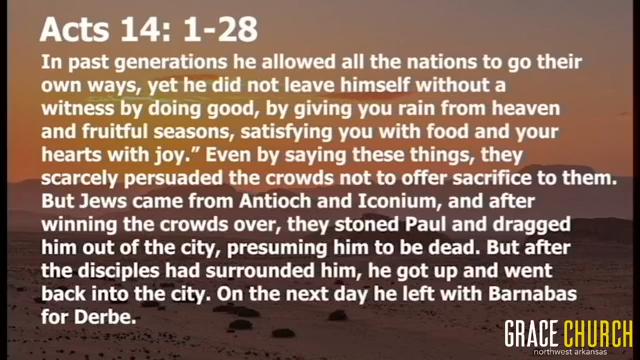 Acts 14: 1-28
In past generations he allowed all the nations to go their
own ways, yet he did not leave himself without a
witness by doing good, by giving you rain from heaven
and fruitful seasons, satisfying you with food and your
hearts with joy.” Even by saying these things, they
scarcely persuaded the crowds not to offer sacrifice to them.
But Jews came from Antioch and Iconium, and after
winning the crowds over, they stoned Paul and dragged
him out of the city, presuming him to be dead. But after
the disciples had surrounded him, he got up and went
back into the city. On the next day he left with Barnabas
for Derbe.
GRACE CHURCH
northwest arkansas